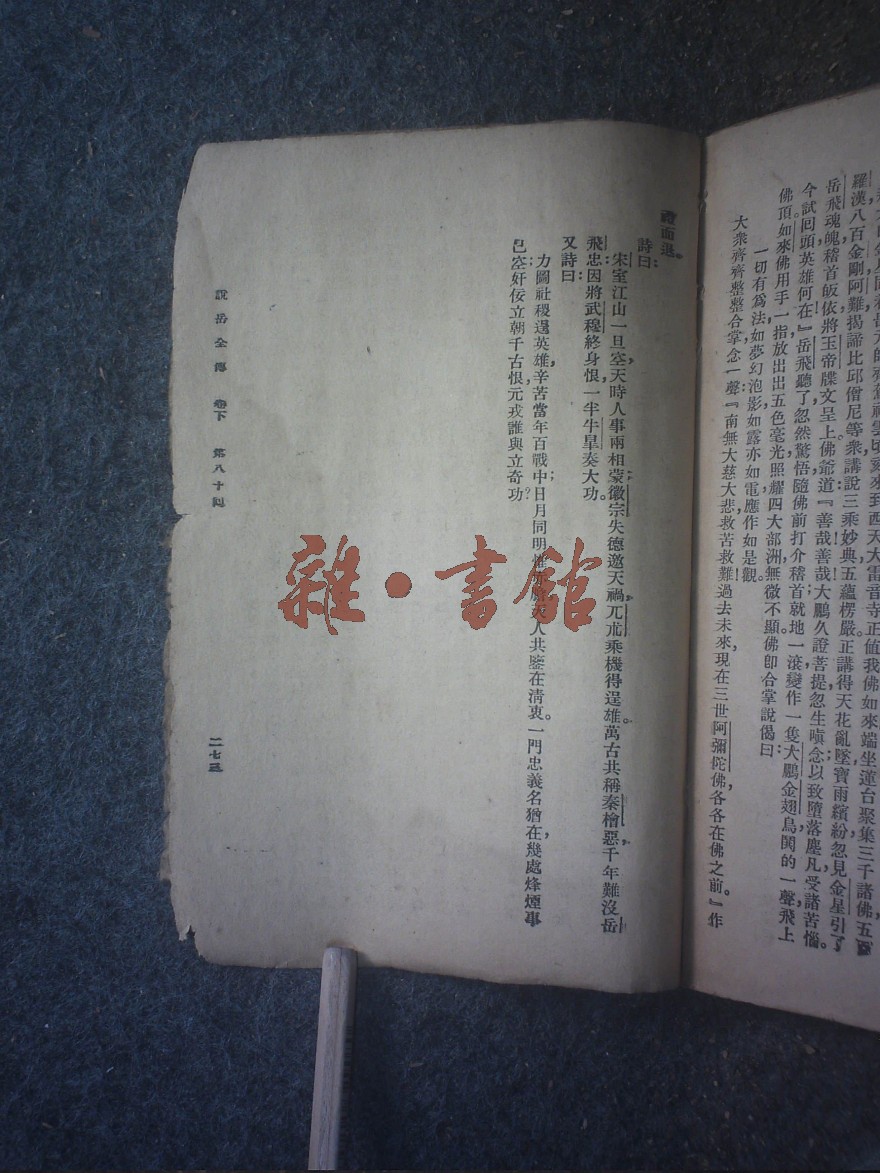 羅漢八百金剛阿難揭諦比邱僧尼等衆講說三乘妙典五蘊楞嚴正講得天花亂墜寶雨繽紛忽見金星引了
岳飛魂魄稽首皈依將玉帝牒文呈上佛爺道：『善哉善哉！大鵬久證菩提忽生嗔念以致墮落塵凡受諸苦惱。
今試囘頭英雄何在』岳飛聽了，忽然驚悟隨佛前打介稽首就地一滾變作一隻大鵬金翅鳥，閔的一聲，飛上
佛頂。如來佛用手一指放出出五色毫光照耀四大部洲無微不顯佛卽合掌說偈曰：
一切有爲法如夢幻泡影如露亦如電應作如是觀。
大衆齊齊整整合掌念一聲『南無大慈大悲救苦救難過去未來，現在三世阿彌陀佛，各各在佛之前。』作
禮而退。
詩曰：
宋室江山一旦空，天時人事兩相蒙；徽宗失德邀天禍，兀朮乘機得逞雄。萬古共稱秦檜惡，千年難沒岳
飛忠；因將武穆終身恨，一半牛臯奏大功。
又詩曰：
力圖社稷逞英雄，辛苦當年百戰中；日月同明 人共鑒在淸衷。一門忠義名猶在，幾處烽煙事
已空。奸佞立朝千古恨，元戎誰與立奇功？
說岳全傳 卷下 第八十囘
二七三
雜·書館